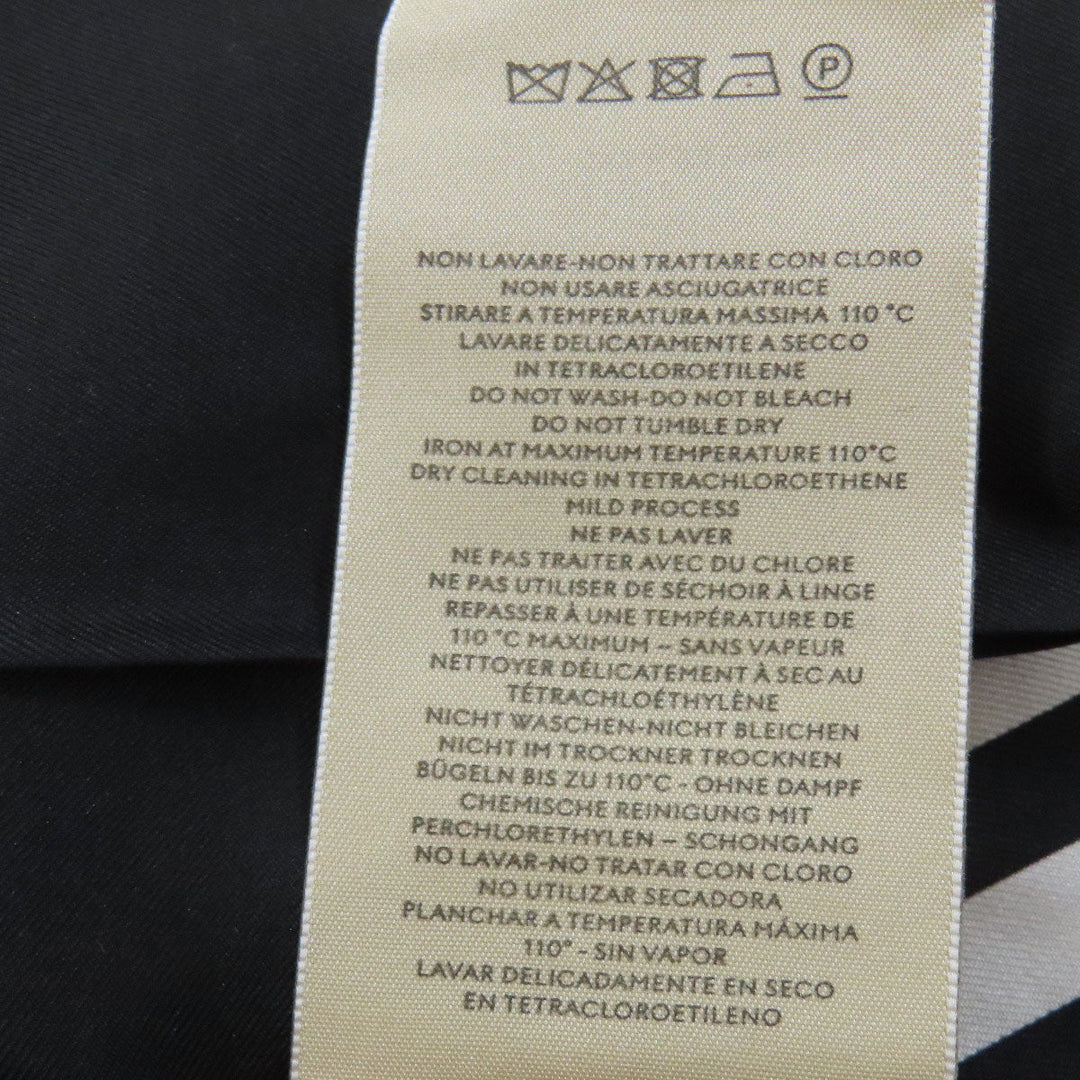 P
NON LAVARE-NON TRATTARE CON CLORO
NON USARE ASCIUGATRICE
STIRARE A TEMPERATURA MASSIMA 110 °C
LAVARE DELICATAMENTE A SECCO
IN TETRACLOROETILENE
DO NOT WASH-DO NOT BLEACH
DO NOT TUMBLE DRY
IRON AT MAXIMUM TEMPERATURE 110°C
DRY CLEANING IN TETRACHLOROETHENE
MILD PROCESS
NE PAS LAVER
NE PAS TRAITER AVEC DU CHLORE
NE PAS UTILISER DE SÉCHOIR À LINGE
REPASSER À UNE TEMPÉRATURE DE
110 °C MAXIMUM – SANS VAPEUR
NETTOYER DÉLICATEMENT À SEC AU
TÉTRACHLOÉTHYLÈNE
NICHT WASCHEN-NICHT BLEICHEN
NICHT IM TROCKNER TROCKNEN
BÜGELN BIS ZU 110°C - OHNE DAMPF
CHEMISCHE REINIGUNG MIT
PERCHLORETHYLEN – SCHONGANG
NO LAVAR-NO TRATAR CON CLORO
NO UTILIZAR SECADORA
PLANCHAR A TEMPERATURA MÁXIMA
110° - SIN VAPOR
LAVAR DELICADAMENTE EN SECO
EN TETRACLOROETILENO